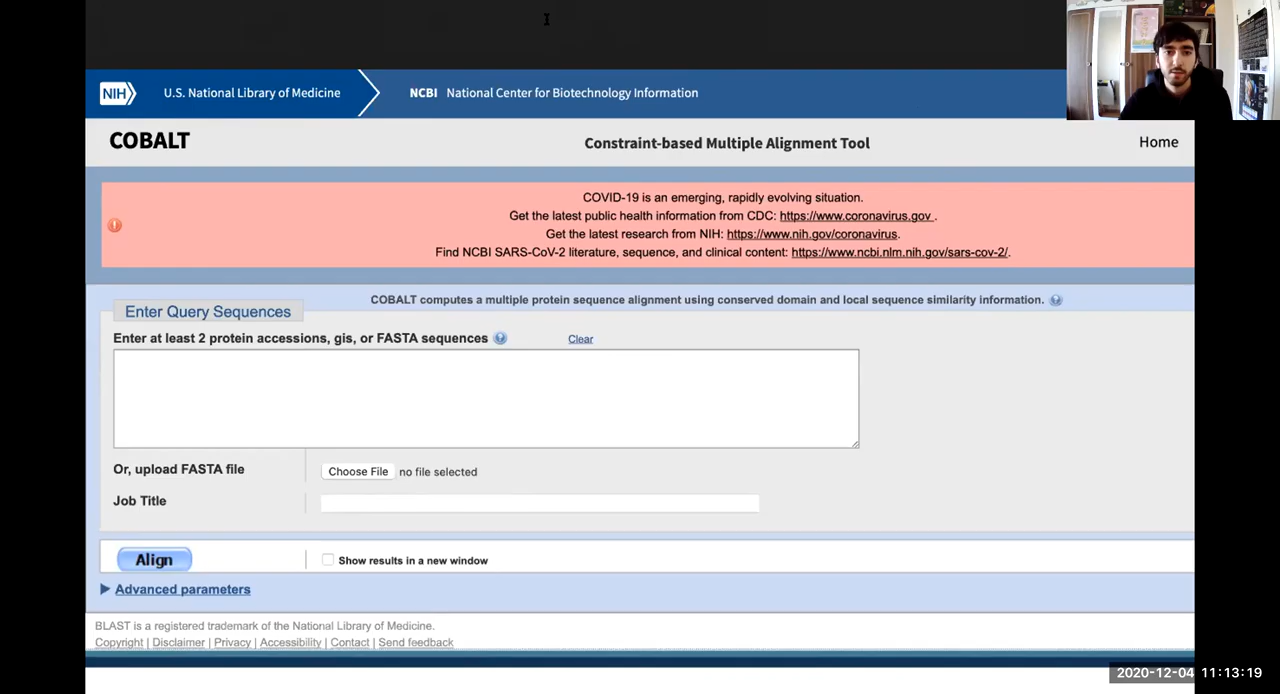 NIH U.S. National Library of Medicine NCBI National Center for Biotechnology Information
COBALT Constraint-based Multiple Alignment Tool Home
COVID-19 is an emerging, rapidly evolving situation.
Get the latest public health information from CDC: https://www.coronavirus.gov .
Get the latest research from NIH: https://www.nih.gov/coronavirus.
Find NCBI SARS-CoV-2 literature, sequence, and clinical content: https://www.ncbi.nlm.nih.gov/sars-cov-2/.
COBALT computes a multiple protein sequence alignment using conserved domain and local sequence similarity information.
Enter Query Sequences
Enter at least 2 protein accessions, gis, or FASTA sequences Clear
Or, upload FASTA file Choose File no file selected
Job Title
Align Show results in a new window
Advanced parameters
BLAST is a registered trademark of the National Library of Medicine.
Copyright | Disclaimer | Privacy | Accessibility | Contact | Send feedback
2020-12-04 11:13:19